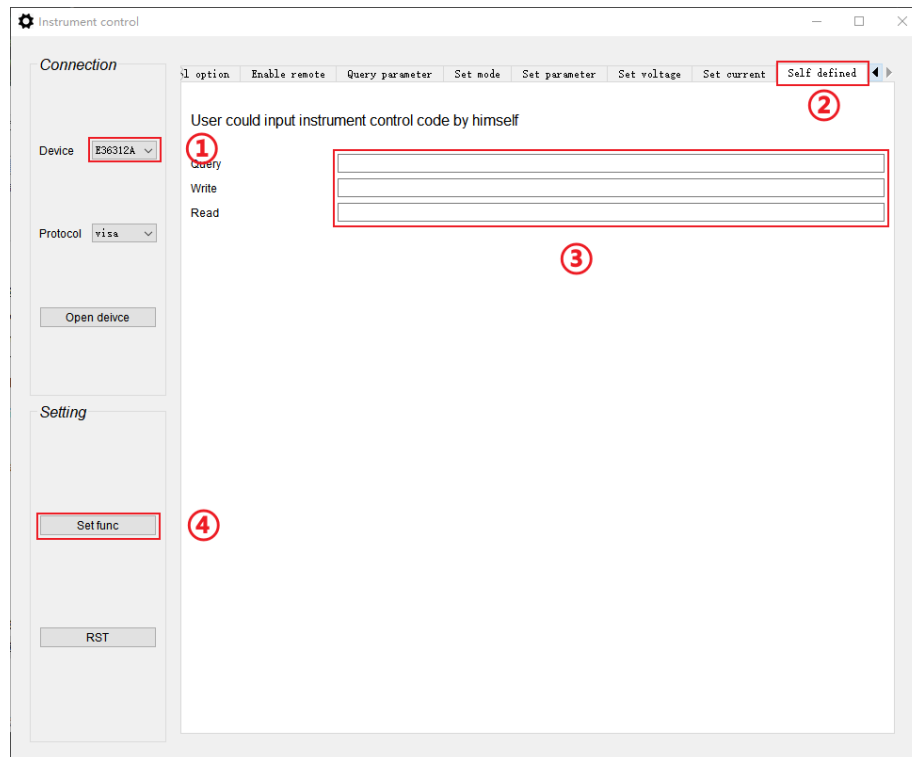 Instrument control
Connection
l option Enable remote Query parameter Set mode Set parameter Set voltage Set current Self defined
②
User could input instrument control code by himself
Device E36312A ①
Query
Write
Read
Protocol visa
③
Open deivce
Setting
Set func ④
RST